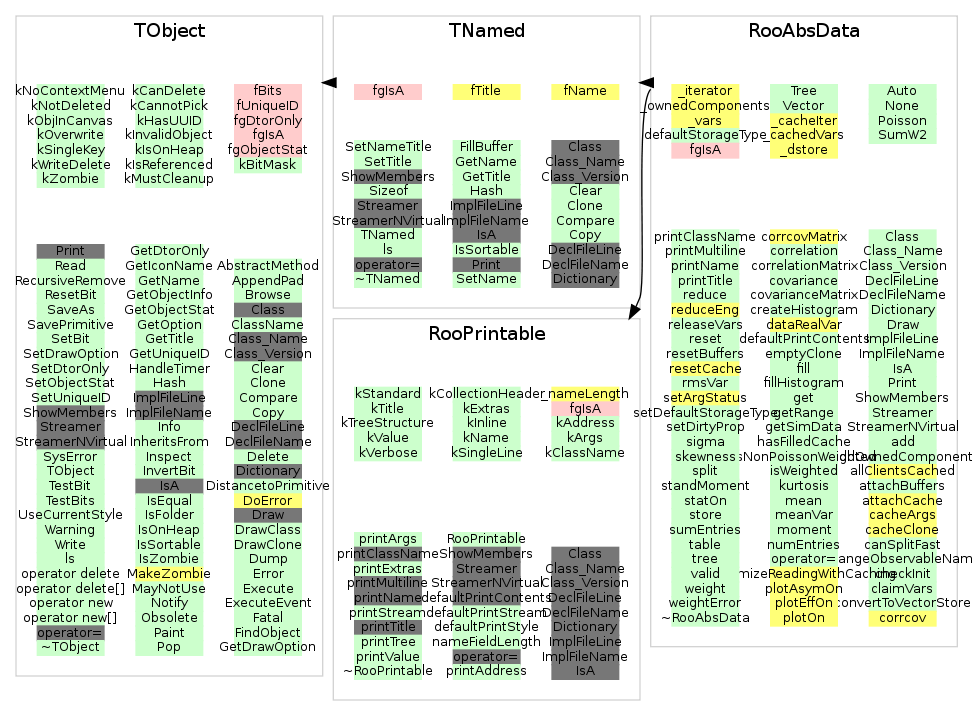 TObject
kNoContextMenu
kNotDeleted
kObjInCanvas
kOverwrite
kSingleKey
kWriteDelete
kZombie
kCanDelete
kCannotPick
kHasUUID
kInvalidObject
kIsOnHeap
kIsReferenced
kMustCleanup
fBits
fUniqueID
fgDtorOnly
fgIsA
fgObjectStat
kBitMask
Print
Read
RecursiveRemove
ResetBit
SaveAs
SavePrimitive
SetBit
SetDrawOption
SetDtorOnly
SetObjectStat
SetUniqueID
ShowMembers
Streamer
StreamerNVirtual
SysError
TObject
TestBit
TestBits
UseCurrentStyle
Warning
Write
ls
operator delete
operator delete[]
operator new
operator new[]
operator=
~TObject
GetDtorOnly
GetIconName
GetName
GetObjectInfo
GetObjectStat
GetOption
GetTitle
GetUniqueID
HandleTimer
Hash
ImplFileLine
ImplFileName
Info
InheritsFrom
Inspect
InvertBit
IsA
IsEqual
IsFolder
IsOnHeap
IsSortable
IsZombie
MakeZombie
MayNotUse
Notify
Obsolete
Paint
Pop
AbstractMethod
AppendPad
Browse
Class
ClassName
Class_Name
Class_Version
Clear
Clone
Compare
Copy
DeclFileLine
DeclFileName
Delete
Dictionary
DistancetoPrimitive
DoError
Draw
DrawClass
DrawClone
Dump
Error
Execute
ExecuteEvent
Fatal
FindObject
GetDrawOption
TNamed
fgIsA
fTitle
fName
SetNameTitle
SetTitle
ShowMembers
Sizeof
Streamer
StreamerNVirtual
TNamed
ls
operator=
~TNamed
FillBuffer
GetName
GetTitle
Hash
ImplFileLine
ImplFileName
IsA
IsSortable
Print
SetName
Class
Class_Name
Class_Version
Clear
Clone
Compare
Copy
DeclFileLine
DeclFileName
Dictionary
RooPrintable
kStandard
kTitle
kTreeStructure
kValue
kVerbose
kCollectionHeader
kExtras
kInline
kName
kSingleLine
_nameLength
fgIsA
kAddress
kArgs
kClassName
printArgs
printClassName
printExtras
printMultiline
printName
printStream
printTitle
printTree
printValue
~RooPrintable
RooPrintable
ShowMembers
Streamer
StreamerNVirtual
defaultPrintContents
defaultPrintStream
defaultPrintStyle
nameFieldLength
operator=
printAddress
Class
Class_Name
Class_Version
DeclFileLine
DeclFileName
Dictionary
ImplFileLine
ImplFileName
IsA
RooAbsData
_iterator
_ownedComponents
_vars
defaultStorageType
fgIsA
Tree
Vector
_cacheIter
_cachedVars
_dstore
Auto
None
Poisson
SumW2
printClassName
printMultiline
printName
printTitle
reduce
reduceEng
releaseVars
reset
resetBuffers
resetCache
rmsVar
setArgStatus
setDefaultStorageType
setDirtyProp
sigma
skewness
split
standMoment
statOn
store
sumEntries
table
tree
valid
weight
weightError
~RooAbsData
corrcovMatrix
correlation
correlationMatrix
covariance
covarianceMatrix
createHistogram
dataRealVar
defaultPrintContents
emptyClone
fill
fillHistogram
get
getRange
getSimData
hasFilledCache
sNonPoissonWeighted
isWeighted
kurtosis
mean
meanVar
moment
numEntries
operator=
mizeReadingWithCaching
plotAsymOn
plotEffOn
plotOn
Class
Class_Name
Class_Version
DeclFileLine
DeclFileName
Dictionary
Draw
ImplFileLine
ImplFileName
IsA
Print
ShowMembers
Streamer
StreamerNVirtual
add
OwnedComponent
allClientsCached
attachBuffers
attachCache
cacheArgs
cacheClone
canSplitFast
angeObservableNam
checkInit
claimVars
convertToVectorStore
corrcov